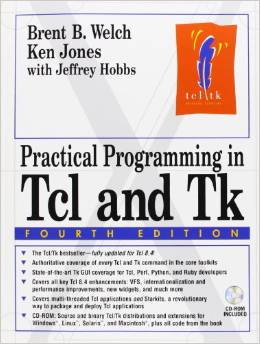 Brent B. Welch
Ken Jones
with Jeffrey Hobbs
tcl tk
Practical Programming in
Tcl and Tk
FOURTH EDITION
The Tcl/Tk bestseller—fully updated for Tcl 8.4
Authoritative coverage of every Tcl and Tk command in the core toolkits
State-of-the-art Tk GUI coverage for Tcl, Perl, Python, and Ruby developers
Covers all key Tcl 8.4 enhancements: VFS, internationalization and
performance improvements, new widgets, and much more
Covers multi-threaded Tcl applications and Starkits, a revolutionary
way to package and deploy Tcl applications
CD-ROM: Source and binary Tcl/Tk distributions and extensions for
Windows, Linux, Solaris, and Macintosh, plus all code from the book
CD-ROM
INCLUDED